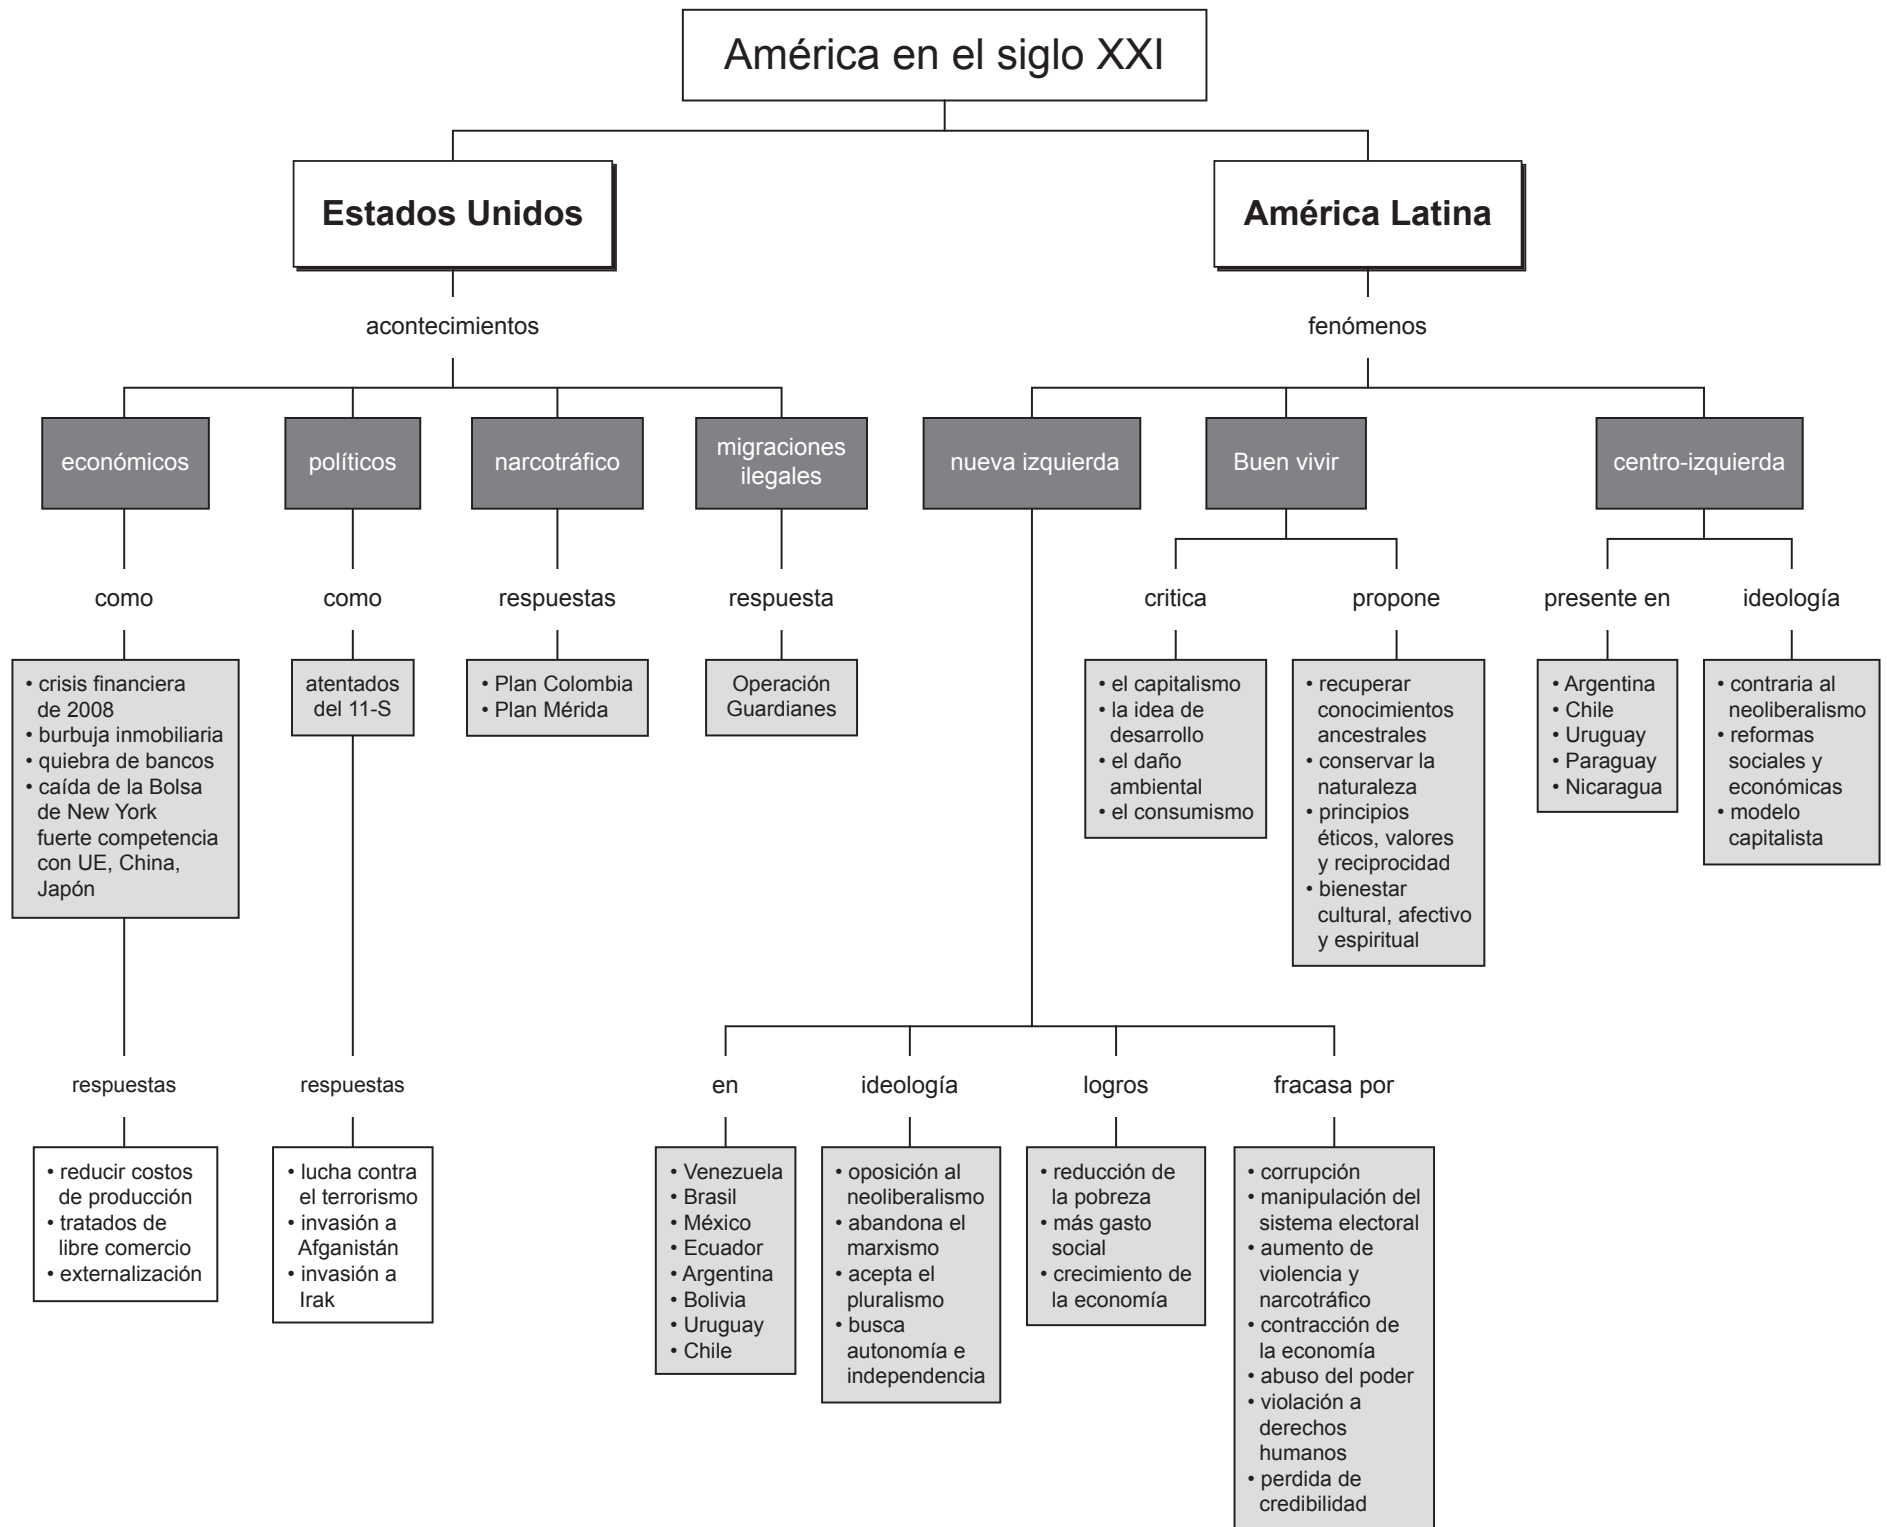 América en el siglo XXI
Estados Unidos
América Latina
acontecimientos
fenómenos
económicos
políticos
narcotráfico
migraciones
ilegales
nueva izquierda
Buen vivir
centro-izquierda
como
como
respuestas
respuesta
critica
propone
presente en
ideología
• crisis financiera
de 2008
• burbuja inmobiliaria
• quiebra de bancos
• caída de la Bolsa
de New York
fuerte competencia
con UE, China,
Japón
atentados
del 11-S
• Plan Colombia
• Plan Mérida
Operación
Guardianes
• el capitalismo
• la idea de
desarrollo
• el daño
ambiental
• el consumismo
• recuperar
conocimientos
ancestrales
• conservar la
naturaleza
• principios
éticos, valores
y reciprocidad
• bienestar
cultural, afectivo
y espiritual
• Argentina
• Chile
• Uruguay
• Paraguay
• Nicaragua
• contraria al
neoliberalismo
• reformas
sociales y
económicas
• modelo
capitalista
respuestas
respuestas
en
ideología
logros
fracasa por
• reducir costos
de producción
• tratados de
libre comercio
• externalización
• lucha contra
el terrorismo
• invasión a
Afganistán
• invasión a
Irak
• Venezuela
• Brasil
• México
• Ecuador
• Argentina
• Bolivia
• Uruguay
• Chile
• oposición al
neoliberalismo
• abandona el
marxismo
• acepta el
pluralismo
• busca
autonomía e
independencia
• reducción de
la pobreza
• más gasto
social
• crecimiento de
la economía
• corrupción
• manipulación del
sistema electoral
• aumento de
violencia y
narcotráfico
• contracción de
la economía
• abuso del poder
• violación a
derechos
humanos
• perdida de
credibilidad